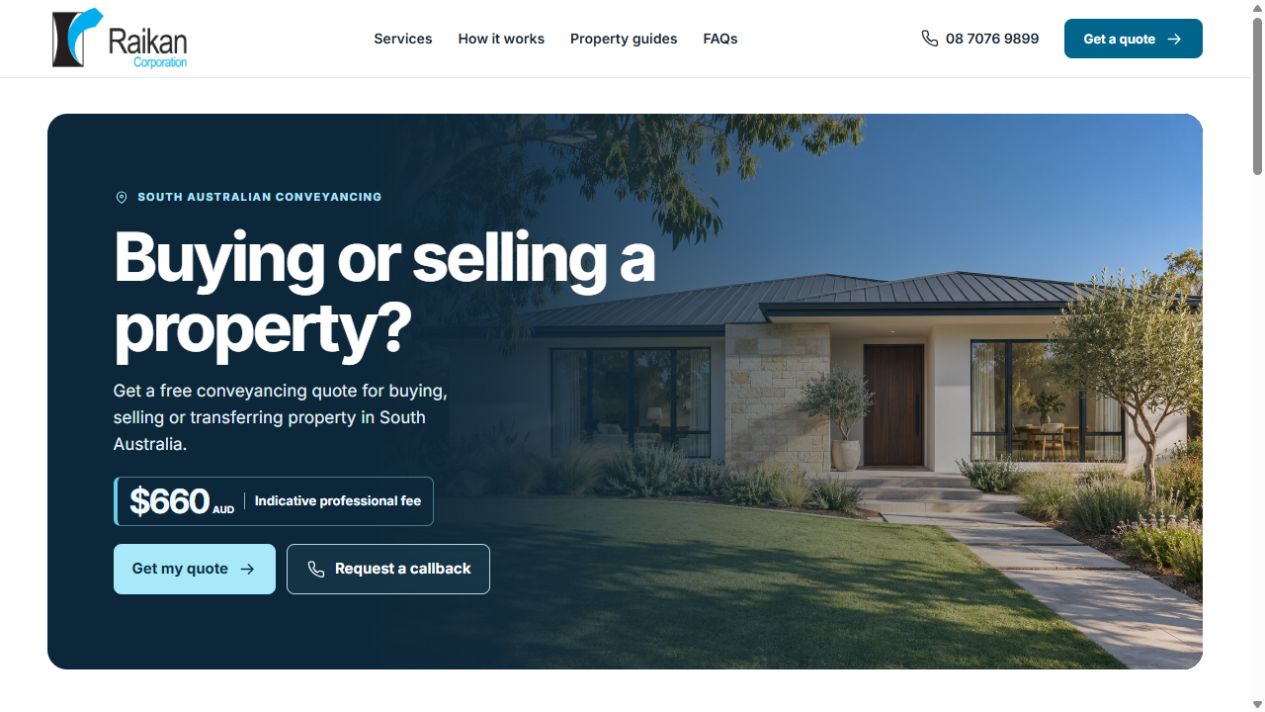 Raikan
Corporation
Services
How it works
Property guides
FAQs
08 7076 9899
Get a quote
SOUTH AUSTRALIAN CONVEYANCING
Buying or selling a
property?
Get a free conveyancing quote for buying,
selling or transferring property in South
Australia.
$660 AUD
Indicative professional fee
Get my quote
Request a callback